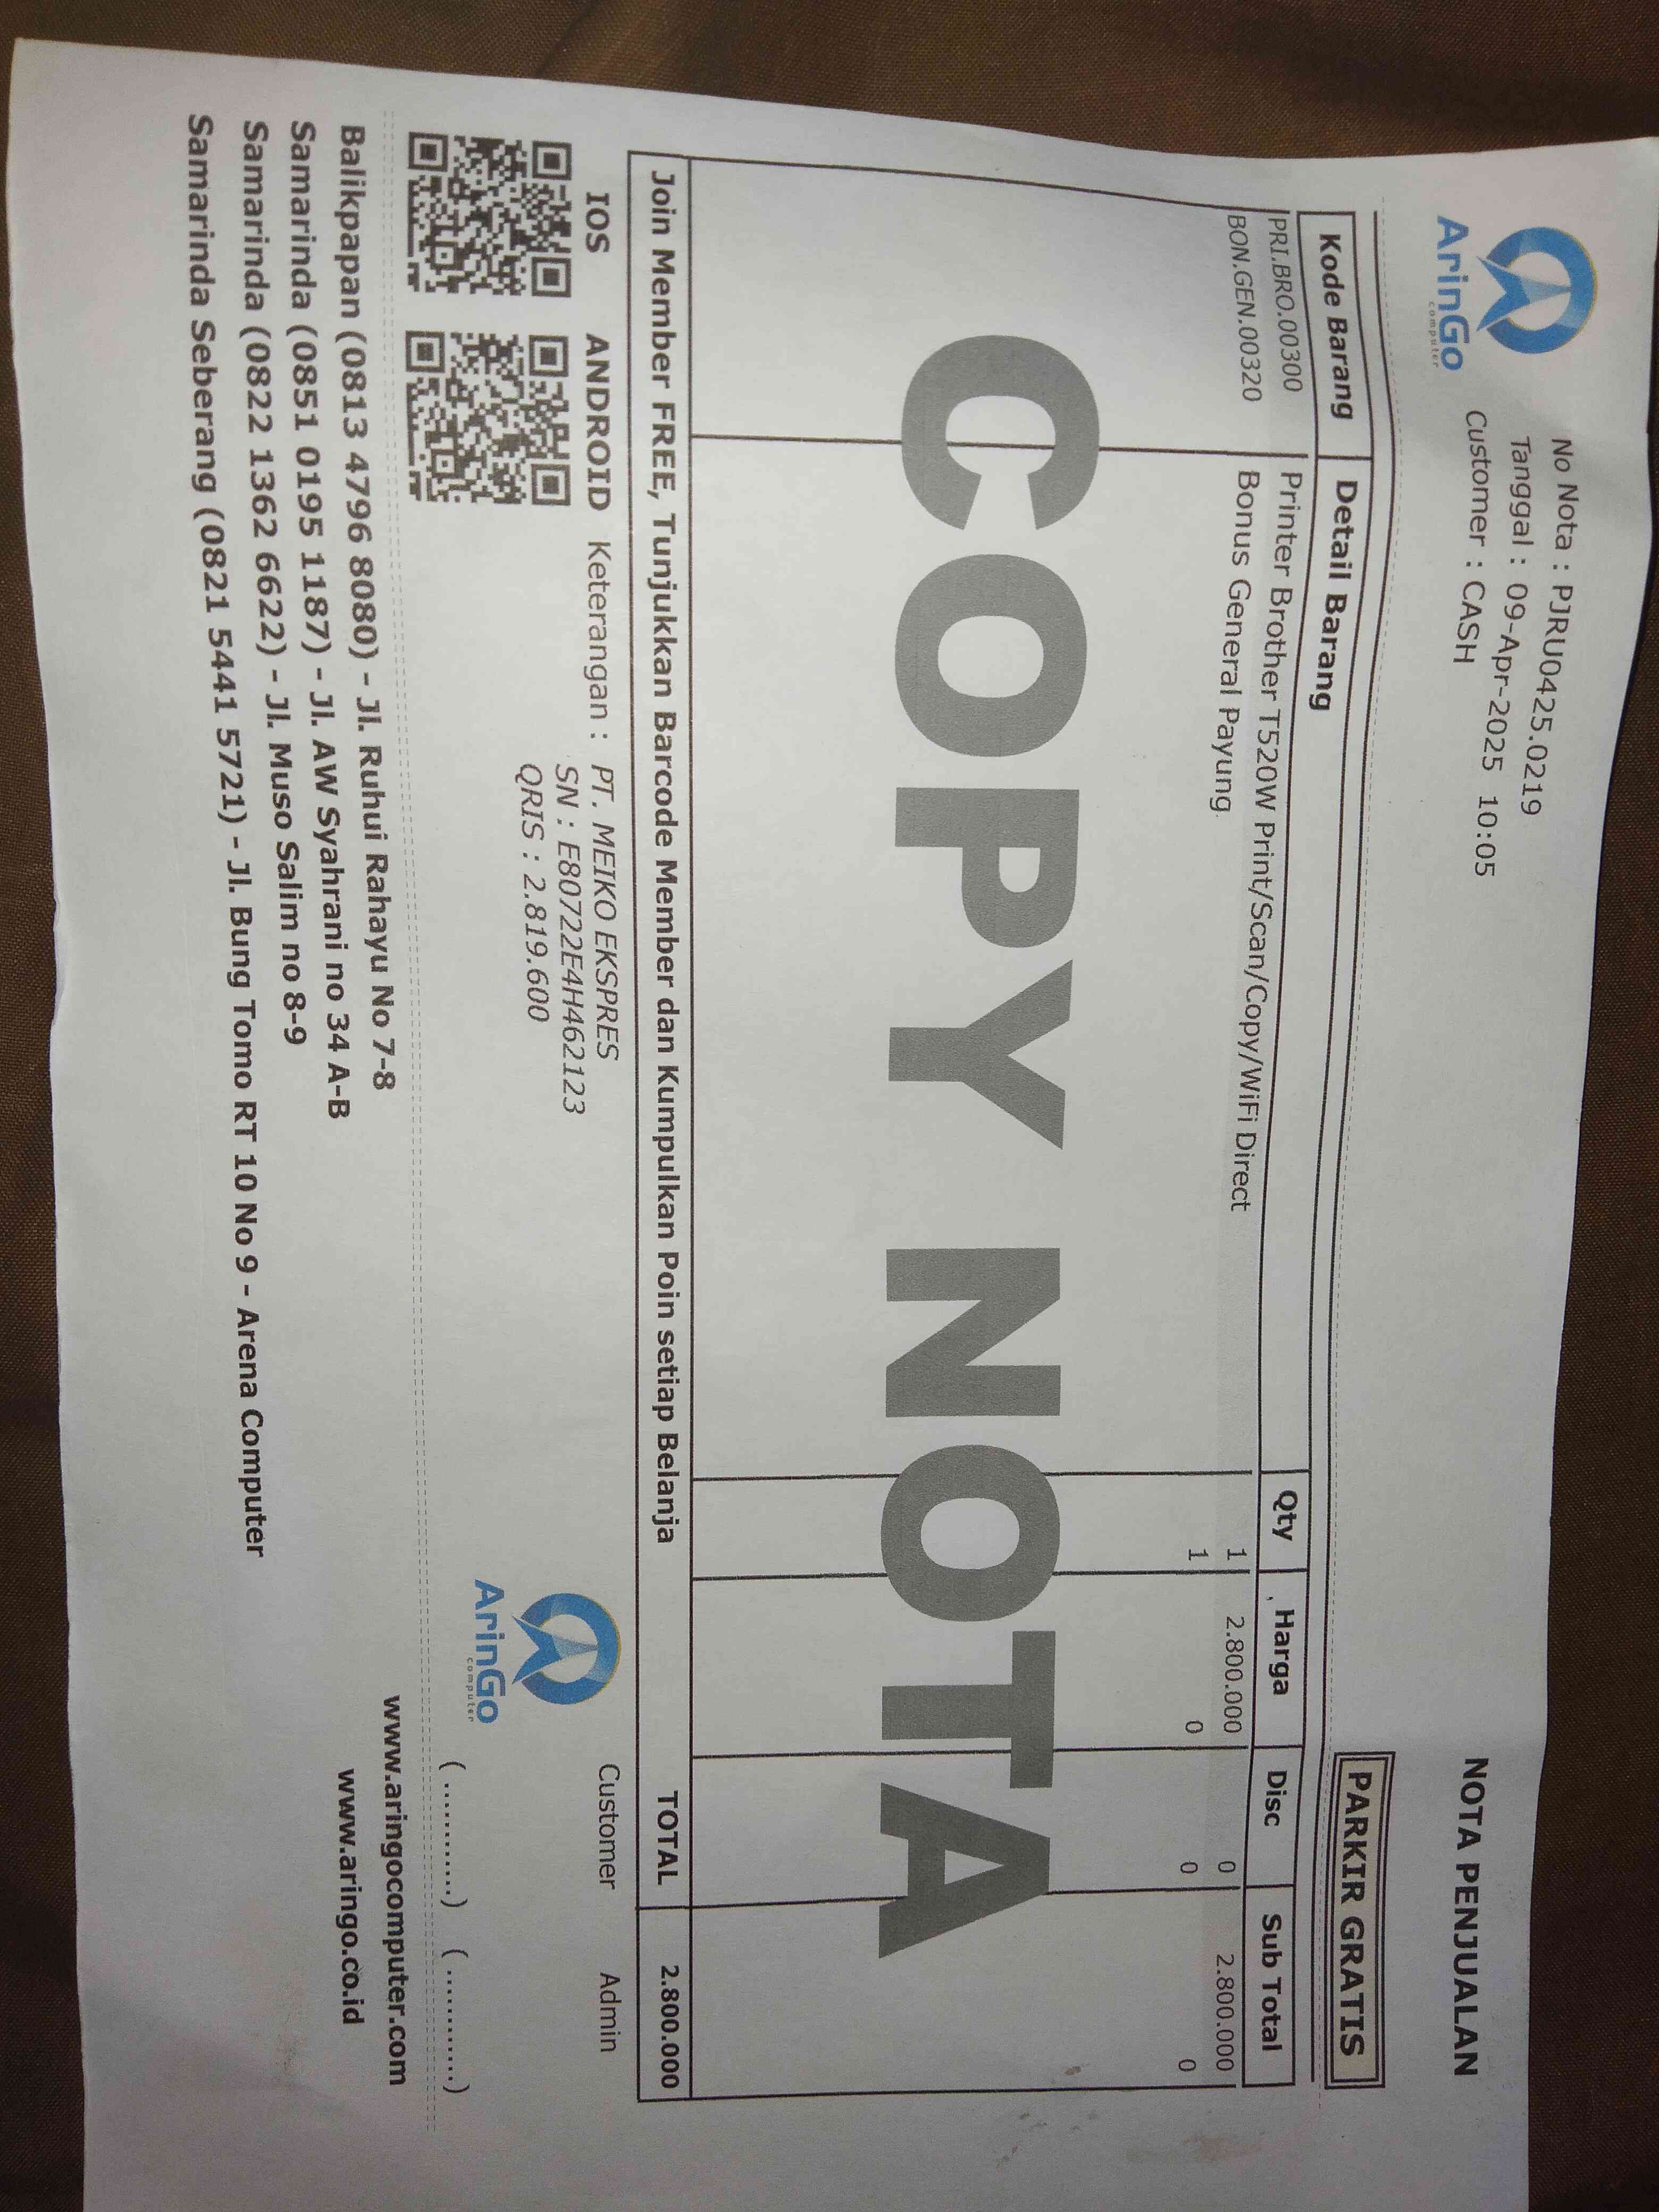 ArinGo
computer
No Nota : PJRU0425.0219
Tanggal : 09-Apr-2025 10:05
Customer : CASH
NOTA PENJUALAN
PARKIR GRATIS
Kode Barang Detail Barang Qty Harga Disc Sub Total
PRI.BRO.00300 Printer Brother T520W Print/Scan/Copy/WiFi Direct 1 2.800.000 0 2.800.000
BON.GEN.00320 Bonus General Payung 1 0 0 0
COPY NOTA
Join Member FREE, Tunjukkan Barcode Member dan Kumpulkan Poin setiap Belanja TOTAL 2.800.000
IOS ANDROID Keterangan : PT. MEIKO EKSPRES
SN : E80722E4H462123
QRIS : 2.819.600
ArinGo
computer
Customer Admin
(...........) (...........)
Balikpapan (0813 4796 8080) - Jl. Ruhui Rahayu No 7-8
Samarinda (0851 0195 1187) - Jl. AW Syahrani no 34 A-B
Samarinda (0822 1362 6622) - Jl. Muso Salim no 8-9
Samarinda Seberang (0821 5441 5721) - Jl. Bung Tomo RT 10 No 9 - Arena Computer
www.aringocomputer.com
www.aringo.co.id